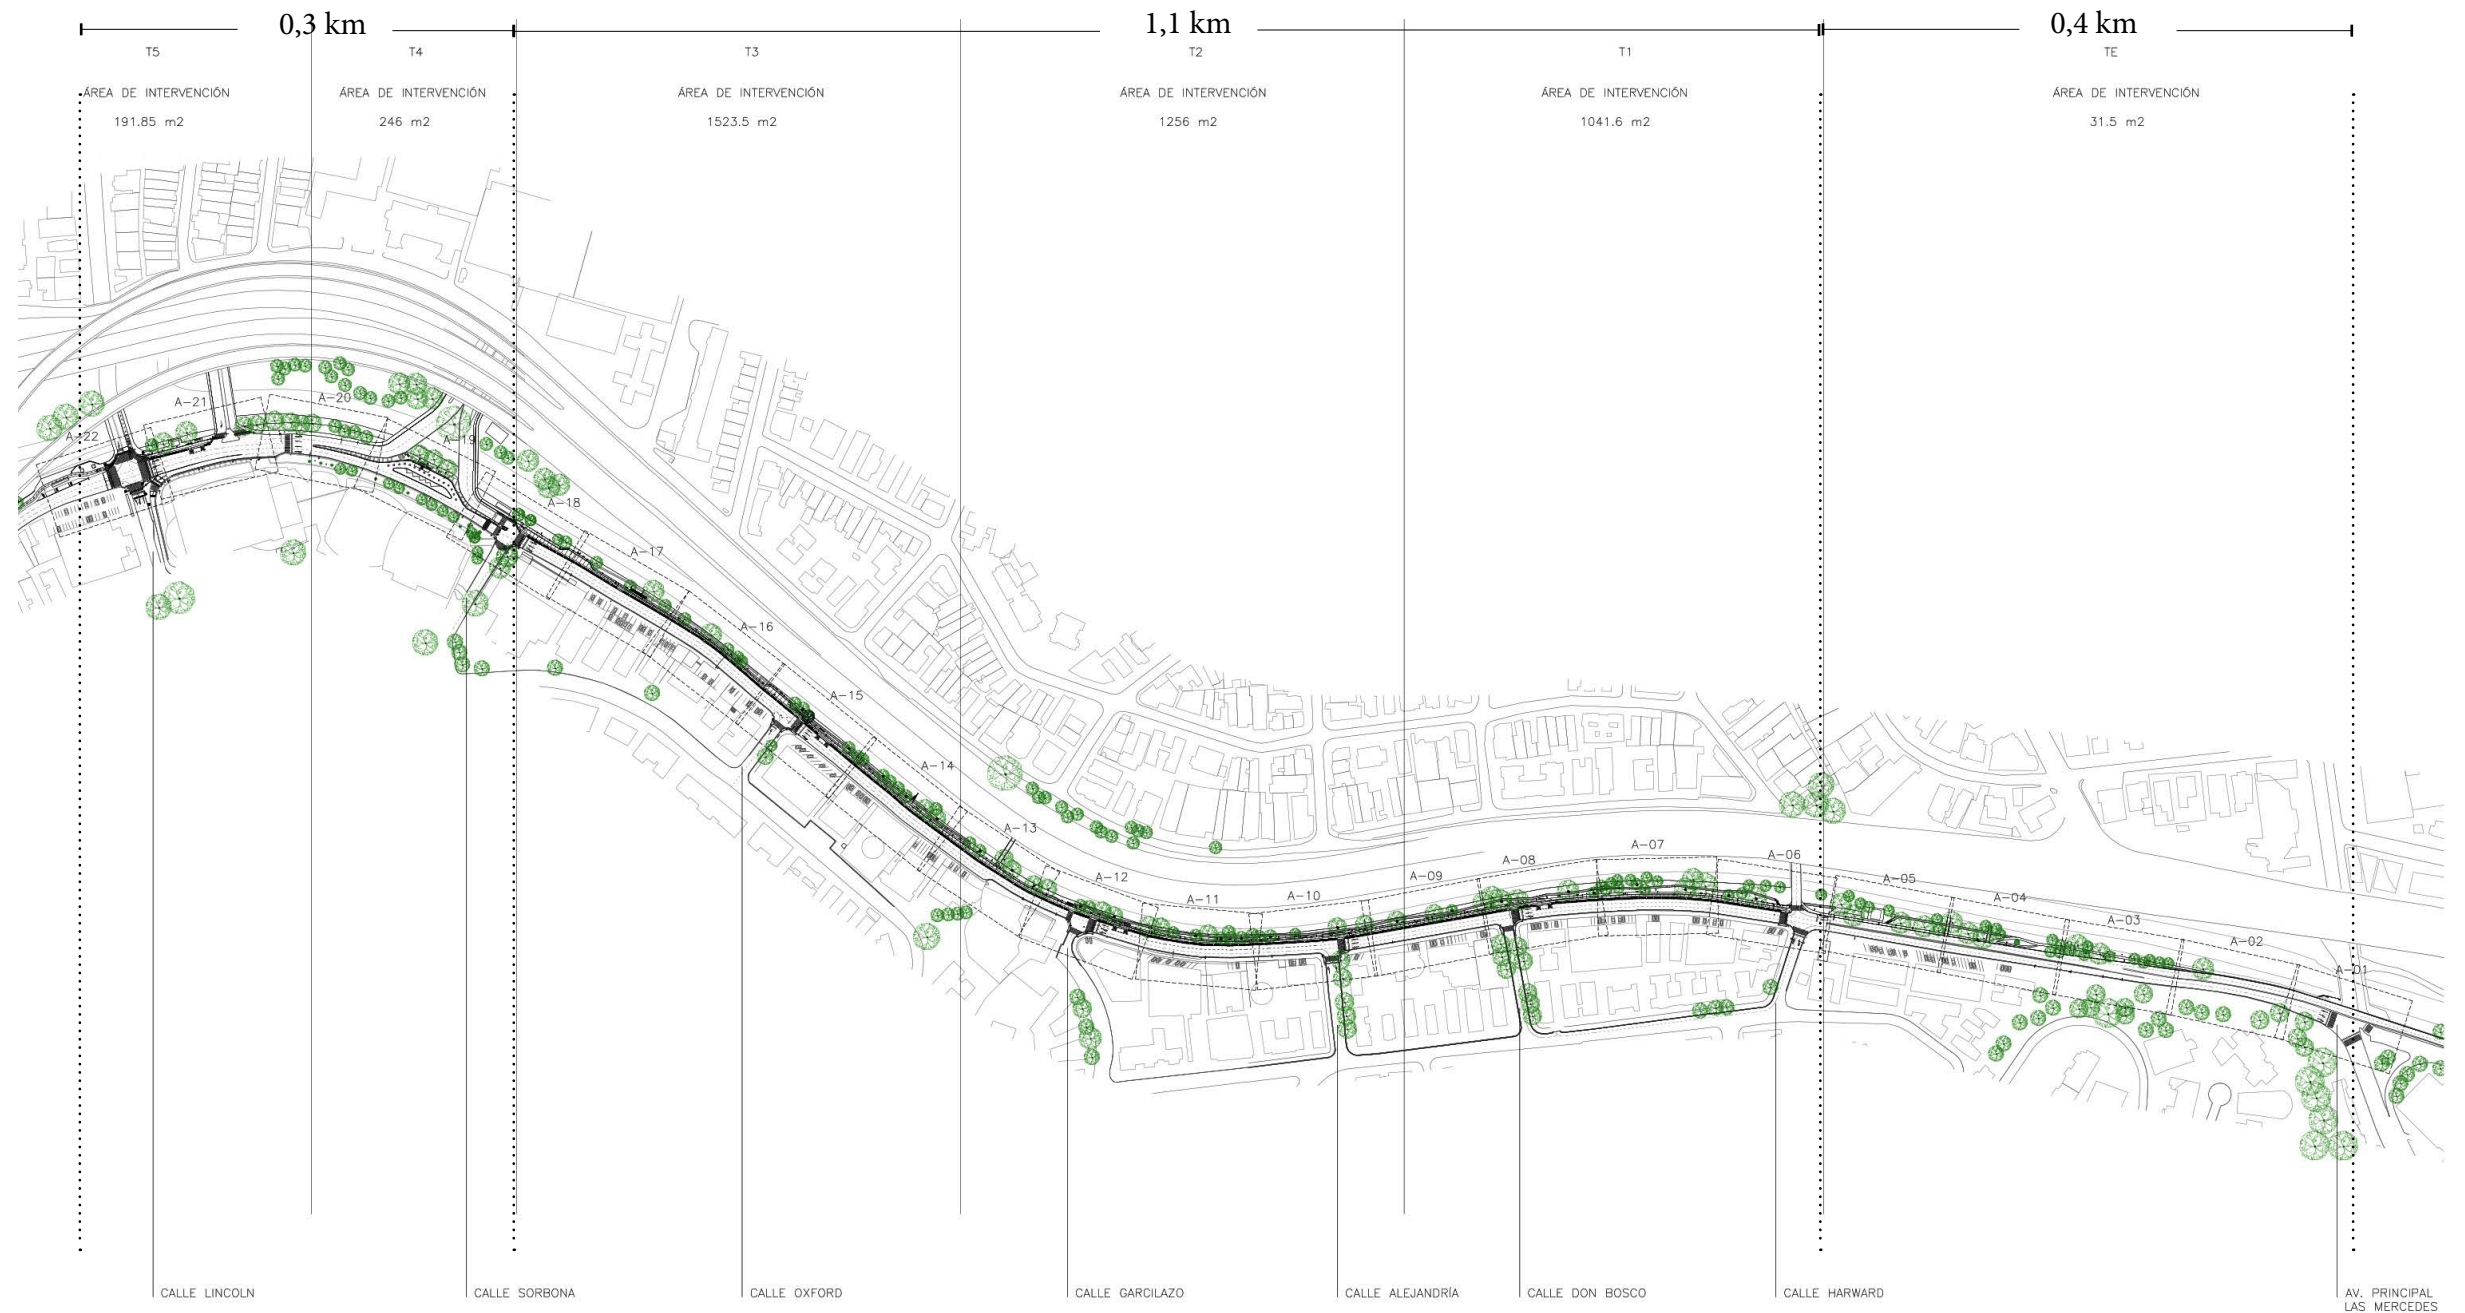 0,3 km
1,1 km
0,4 km
T5
T4
T3
T2
T1
TE
ÁREA DE INTERVENCIÓN
ÁREA DE INTERVENCIÓN
ÁREA DE INTERVENCIÓN
ÁREA DE INTERVENCIÓN
ÁREA DE INTERVENCIÓN
ÁREA DE INTERVENCIÓN
191.85 m2
246 m2
1523.5 m2
1256 m2
1041.6 m2
31.5 m2
A-22
A-21
A-20
A-19
A-18
A-17
A-16
A-15
A-14
A-13
A-12
A-11
A-10
A-09
A-08
A-07
A-06
A-05
A-04
A-03
A-02
A-01
CALLE LINCOLN
CALLE SORBONA
CALLE OXFORD
CALLE GARCILAZO
CALLE ALEJANDRÍA
CALLE DON BOSCO
CALLE HARWARD
AV. PRINCIPAL
LAS MERCEDES